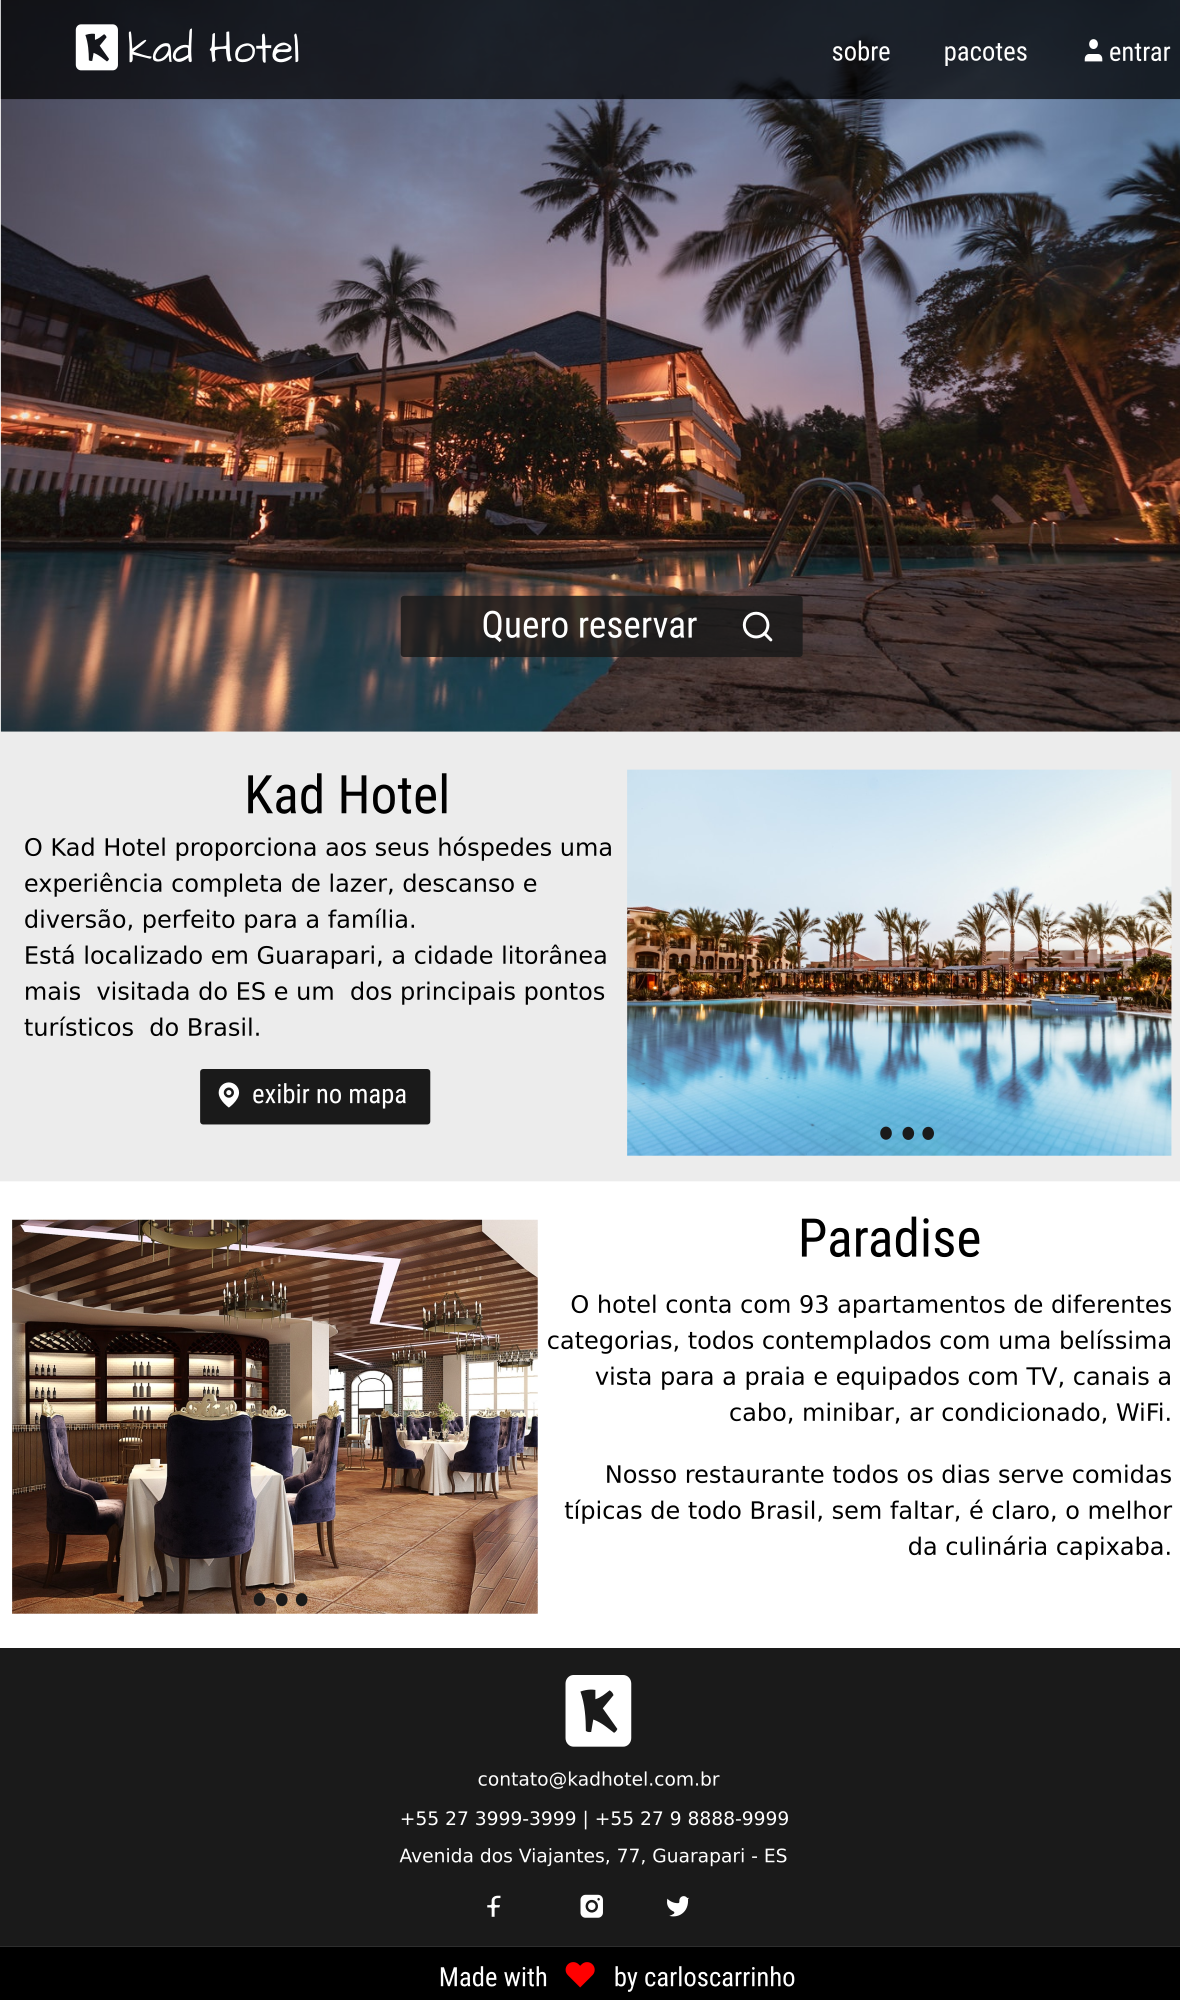 K kad Hotel
sobre pacotes entrar
Quero reservar
Kad Hotel
O Kad Hotel proporciona aos seus hóspedes uma
experiência completa de lazer, descanso e
diversão, perfeito para a família.
Está localizado em Guarapari, a cidade litorânea
mais  visitada do ES e um  dos principais pontos
turísticos  do Brasil.
exibir no mapa
Paradise
O hotel conta com 93 apartamentos de diferentes
categorias, todos contemplados com uma belíssima
vista para a praia e equipados com TV, canais a
cabo, minibar, ar condicionado, WiFi.
Nosso restaurante todos os dias serve comidas
típicas de todo Brasil, sem faltar, é claro, o melhor
da culinária capixaba.
K
contato@kadhotel.com.br
+55 27 3999-3999 | +55 27 9 8888-9999
Avenida dos Viajantes, 77, Guarapari - ES
Made with ❤ by carloscarrinho